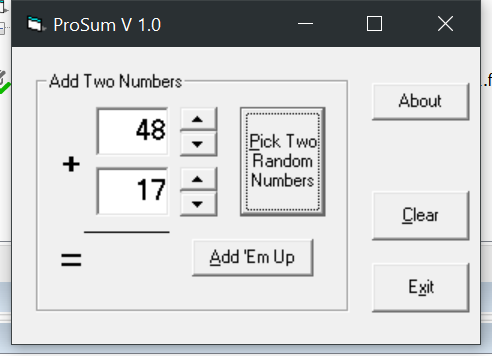 ProSum V 1.0
Add Two Numbers
48
+
17
=
Pick Two
Random
Numbers
Add 'Em Up
About
Clear
Exit
.f